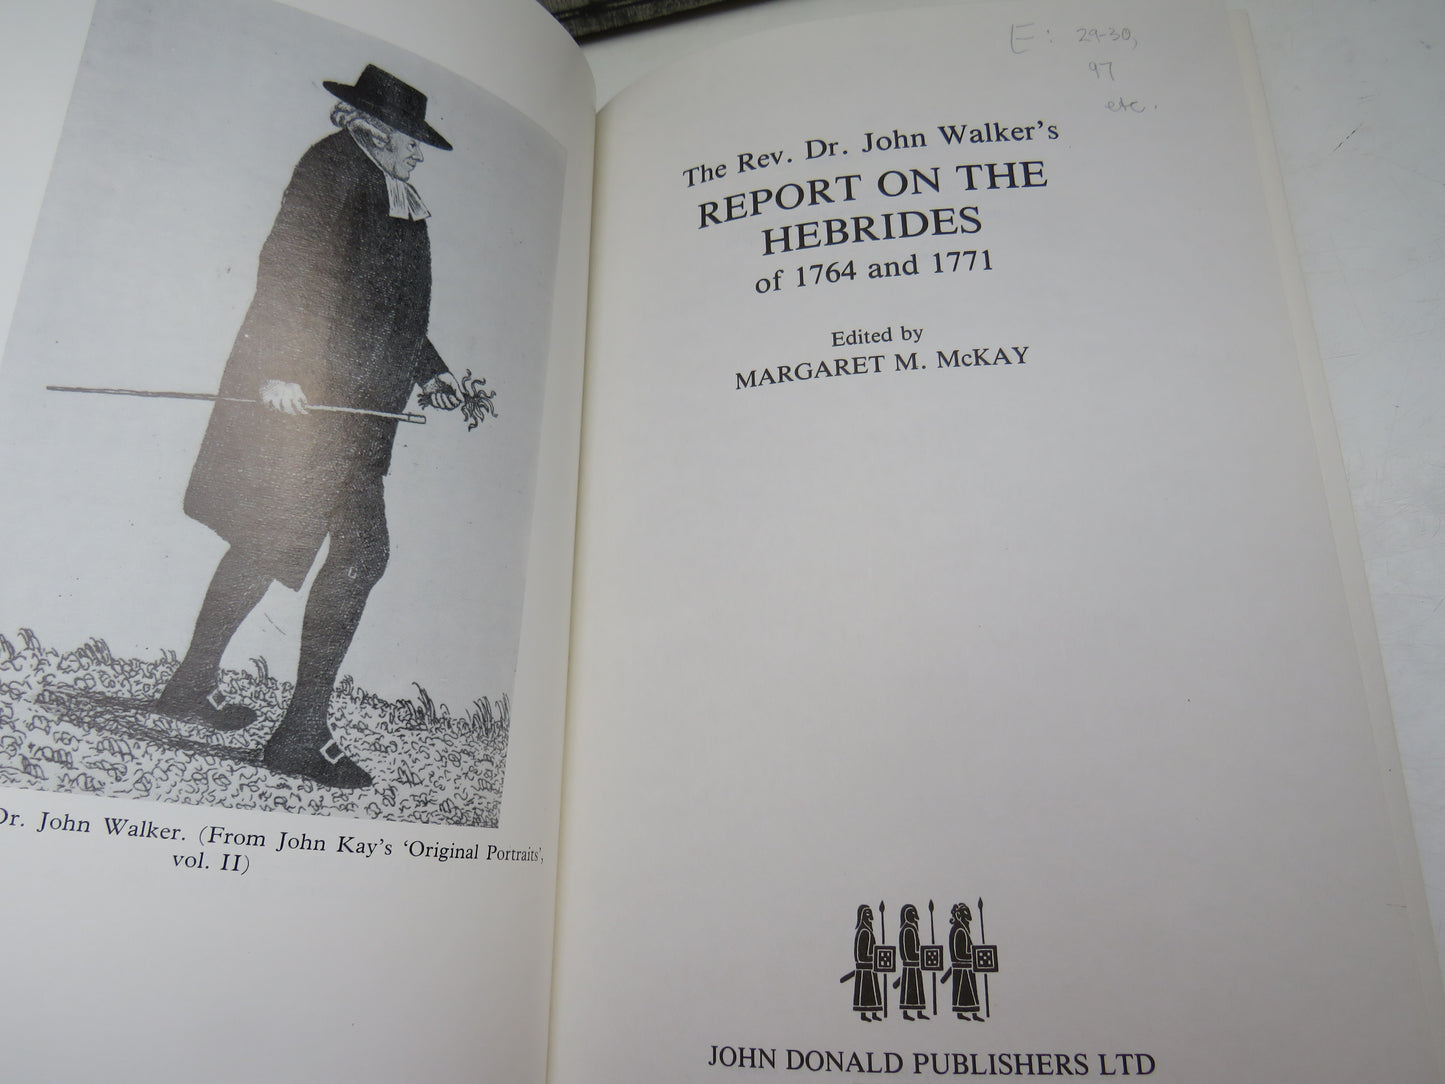 Dr. John Walker. (From John Kay's 'Original Portraits',
vol. II)
E: 29-30,
97
etc.
The Rev. Dr. John Walker's
REPORT ON THE
HEBRIDES
of 1764 and 1771
Edited by
MARGARET M. McKAY
JOHN DONALD PUBLISHERS LTD